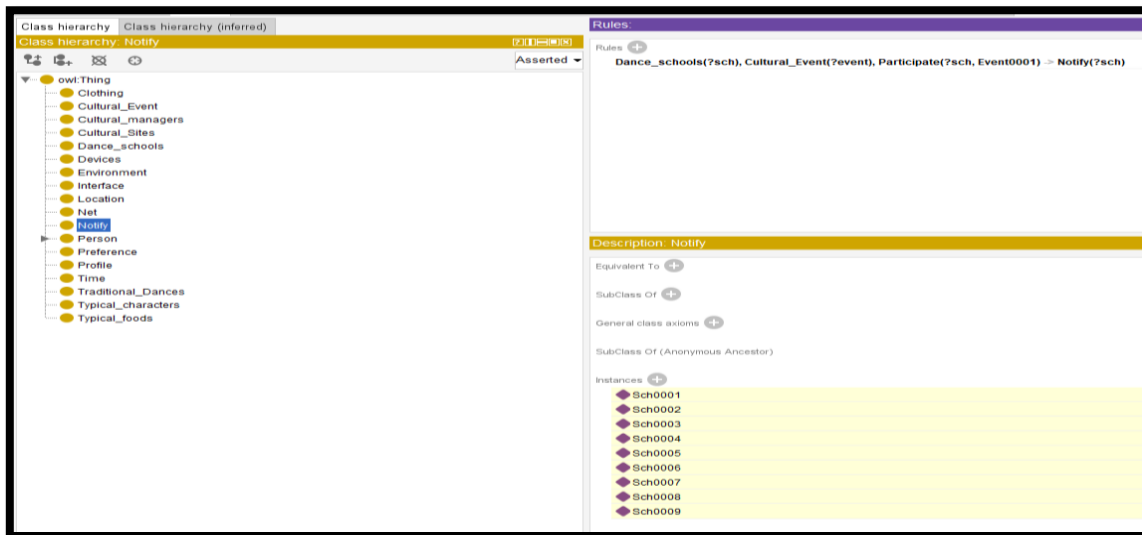 Class hierarchy Class hierarchy (inferred)
Class hierarchy: Notify
Asserted
owl:Thing
Clothing
Cultural_Event
Cultural_managers
Cultural_Sites
Dance_schools
Devices
Environment
Interface
Location
Net
Notify
Person
Preference
Profile
Time
Traditional_Dances
Typical_characters
Typical_foods
Rules:
Rules
Dance_schools(?sch), Cultural_Event(?event), Participate(?sch, Event0001) -> Notify(?sch)
Description: Notify
Equivalent To
SubClass Of
General class axioms
SubClass Of (Anonymous Ancestor)
Instances
Sch0001
Sch0002
Sch0003
Sch0004
Sch0005
Sch0006
Sch0007
Sch0008
Sch0009